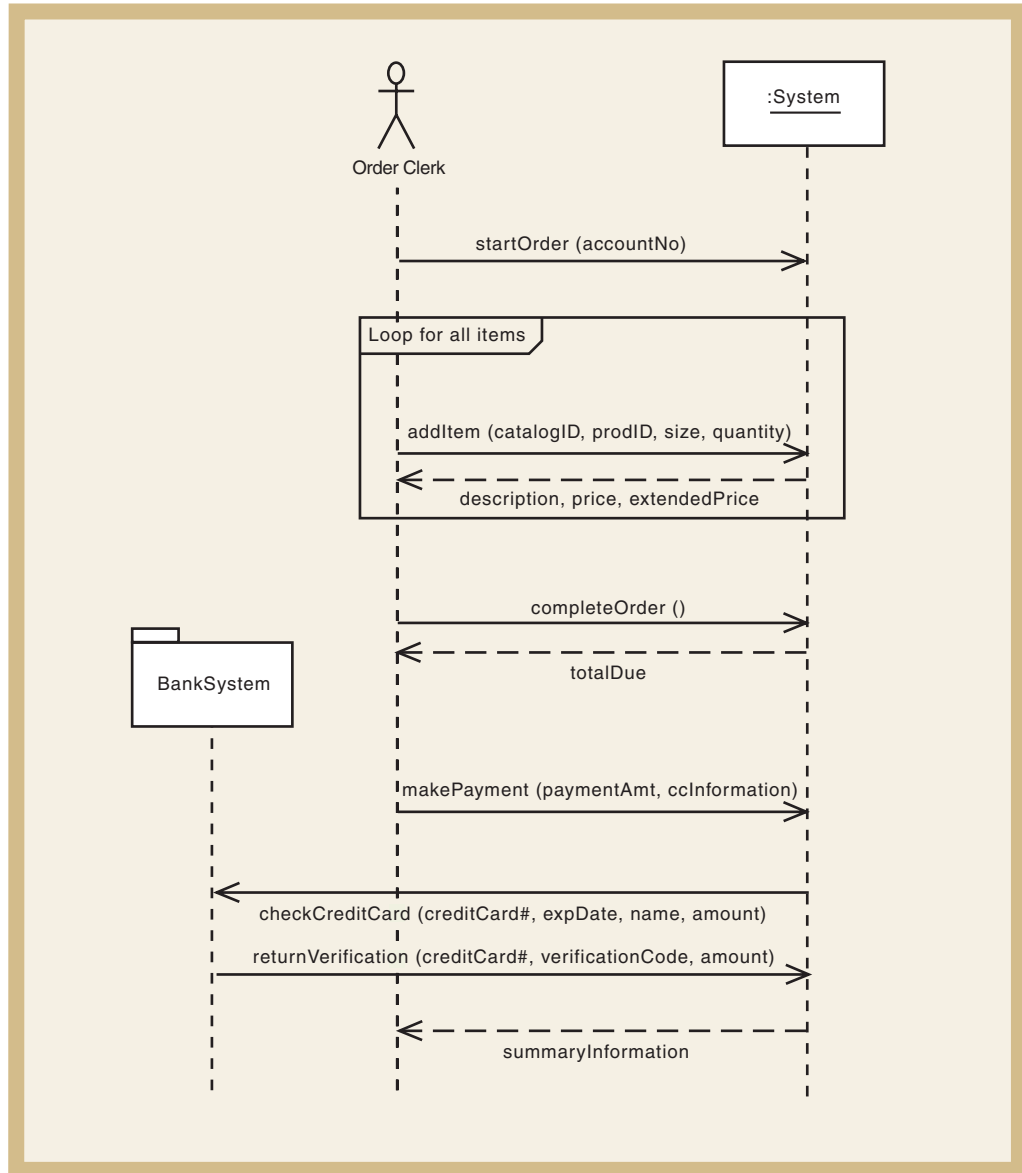 :System
Order Clerk
startOrder (accountNo)
Loop for all items
addItem (catalogID, prodID, size, quantity)
description, price, extendedPrice
completeOrder ()
totalDue
BankSystem
makePayment (paymentAmt, ccInformation)
checkCreditCard (creditCard#, expDate, name, amount)
returnVerification (creditCard#, verificationCode, amount)
summaryInformation